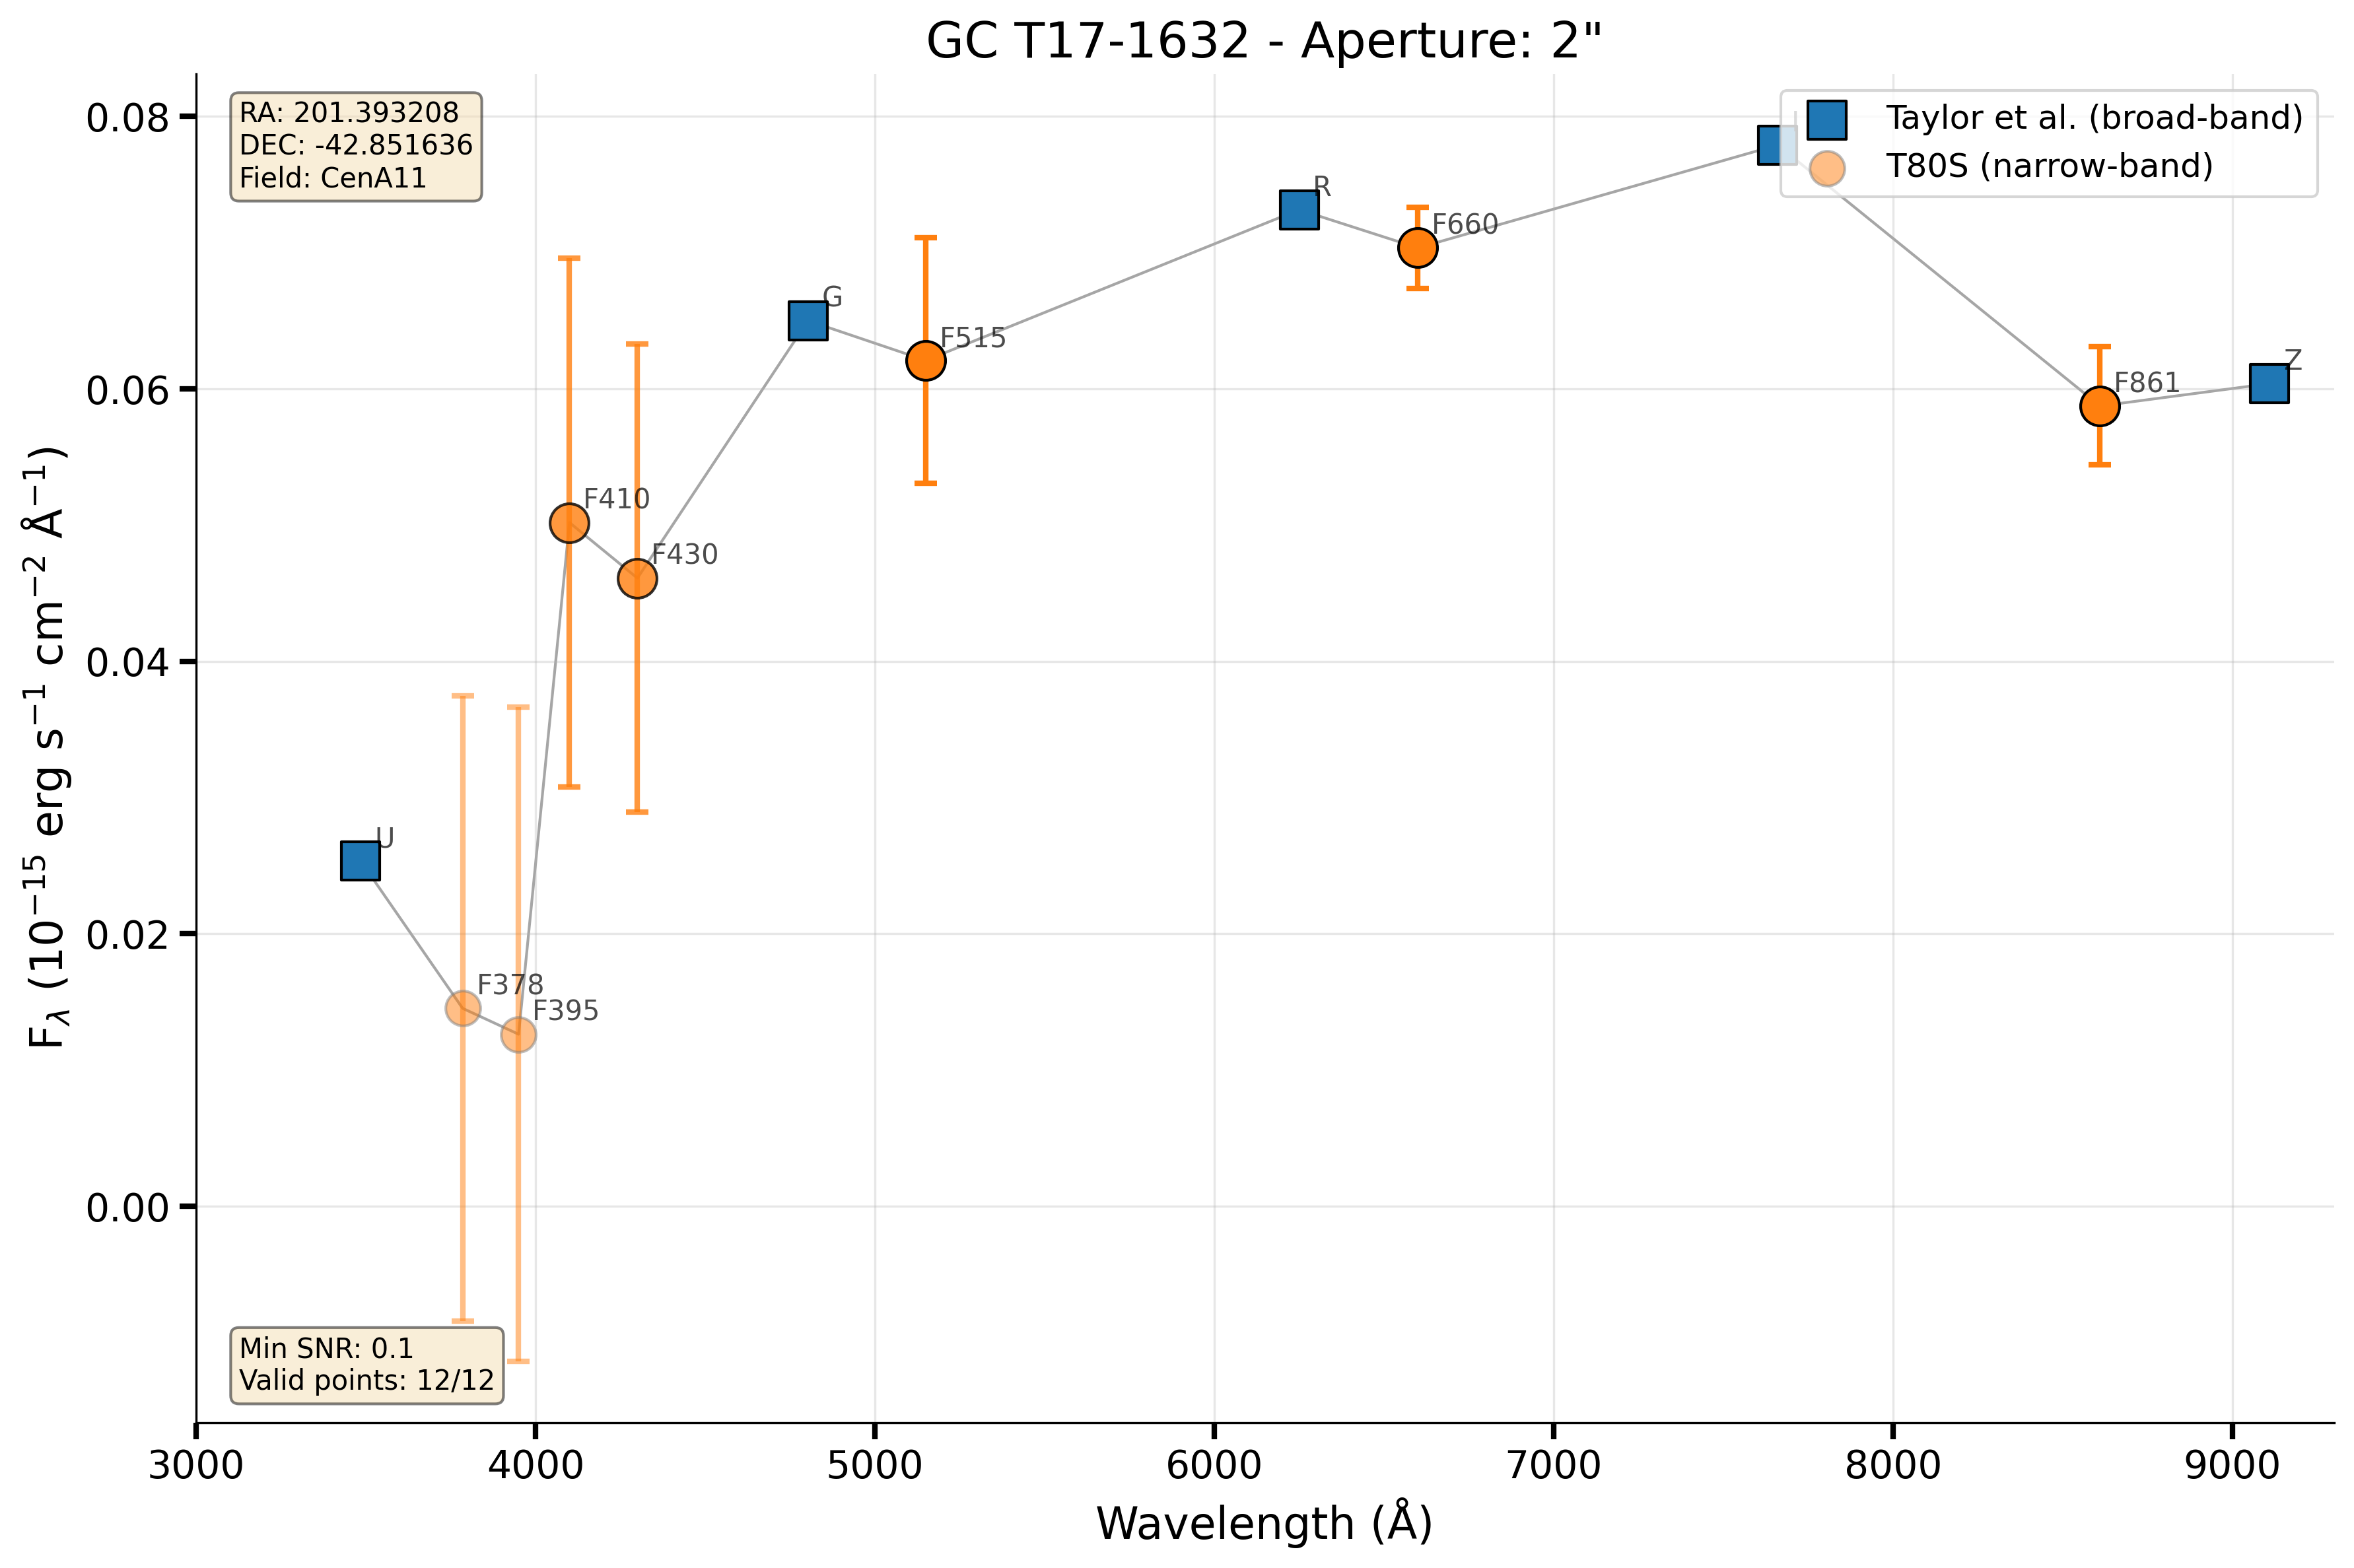 GC T17-1632 - Aperture: 2"
RA: 201.393208
DEC: -42.851636
Field: CenA11
Taylor et al. (broad-band)
T80S (narrow-band)
0.08
0.06
0.04
0.02
0.00
F_λ (10⁻¹⁵ erg s⁻¹ cm⁻² Å⁻¹)
U
F378
F395
F410
F430
G
F515
R
F660
F861
Z
Min SNR: 0.1
Valid points: 12/12
3000 4000 5000 6000 7000 8000 9000
Wavelength (Å)